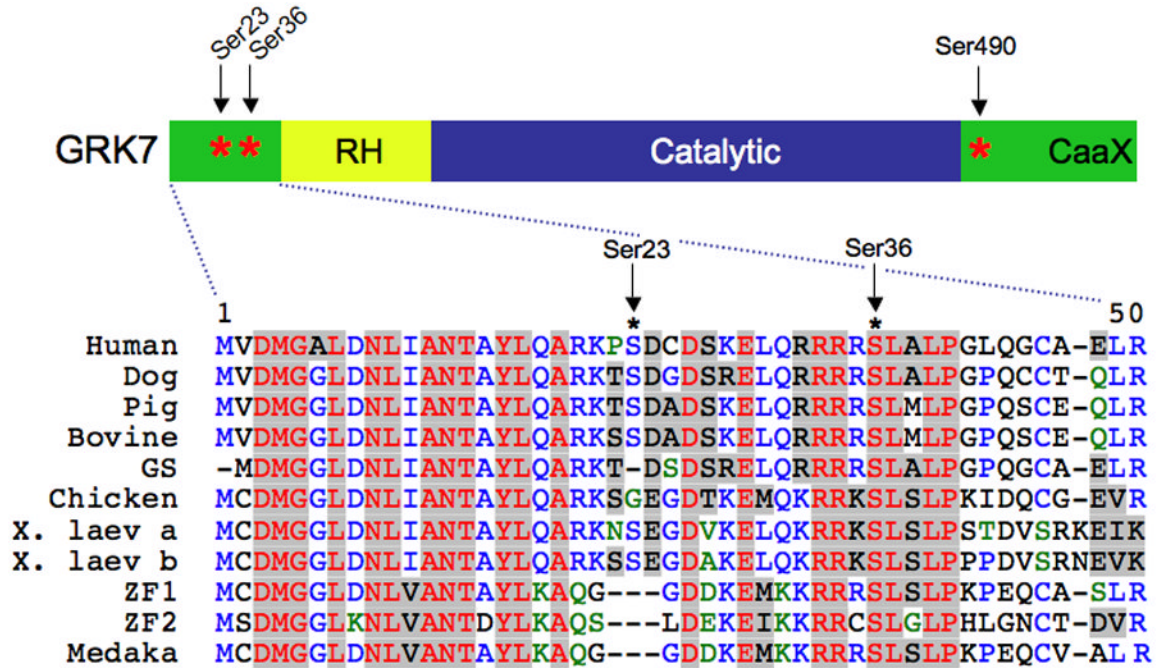 Ser23 Ser36 Ser490
GRK7 * * RH Catalytic * CaaX
Ser23 Ser36
1 * * 50
Human MVDMGALDNLIANTAYLQARKPSDCDSKELQRRRRSLALPGLQGCA-ELR
Dog MVDMGGLDNLIANTAYLQARKTSDGDSRELQRRRRSLALPGPQCCT-QLR
Pig MVDMGGLDNLIANTAYLQARKTSDADSKELQRRRRSLMLPGPQSCE-QLR
Bovine MVDMGGLDNLIANTAYLQARKSSDADSKELQRRRRSLMLPGPQSCE-QLR
GS -MDMGGLDNLIANTAYLQARKT-DSDSRELQRRRRSLALPGPQGCA-ELR
Chicken MCDMGGLDNLIANTAYLQARKSGEGDTKEMQKRRKSLSLPKIDQCG-EVR
X. laev a MCDMGGLDNLIANTAYLQARKNSEGDVKELQKRRKSLSLPSTDVSRKEIK
X. laev b MCDMGGLDNLIANTAYLQARKSSEGDAKELQKRRKSLSLPPPDVSRNEVK
ZF1 MCDMGGLDNLVANTAYLKAQG---GDDKEMKKRRRSLSLPKPEQCA-SLR
ZF2 MSDMGGLKNLVANTDYLKAQS---LDEKEIKKRRCSLGLPHLGNCT-DVR
Medaka MCDMGGLDNLVANTAYLKAQG---GDDKEMKKRRRSLSLPKPEQCV-ALR